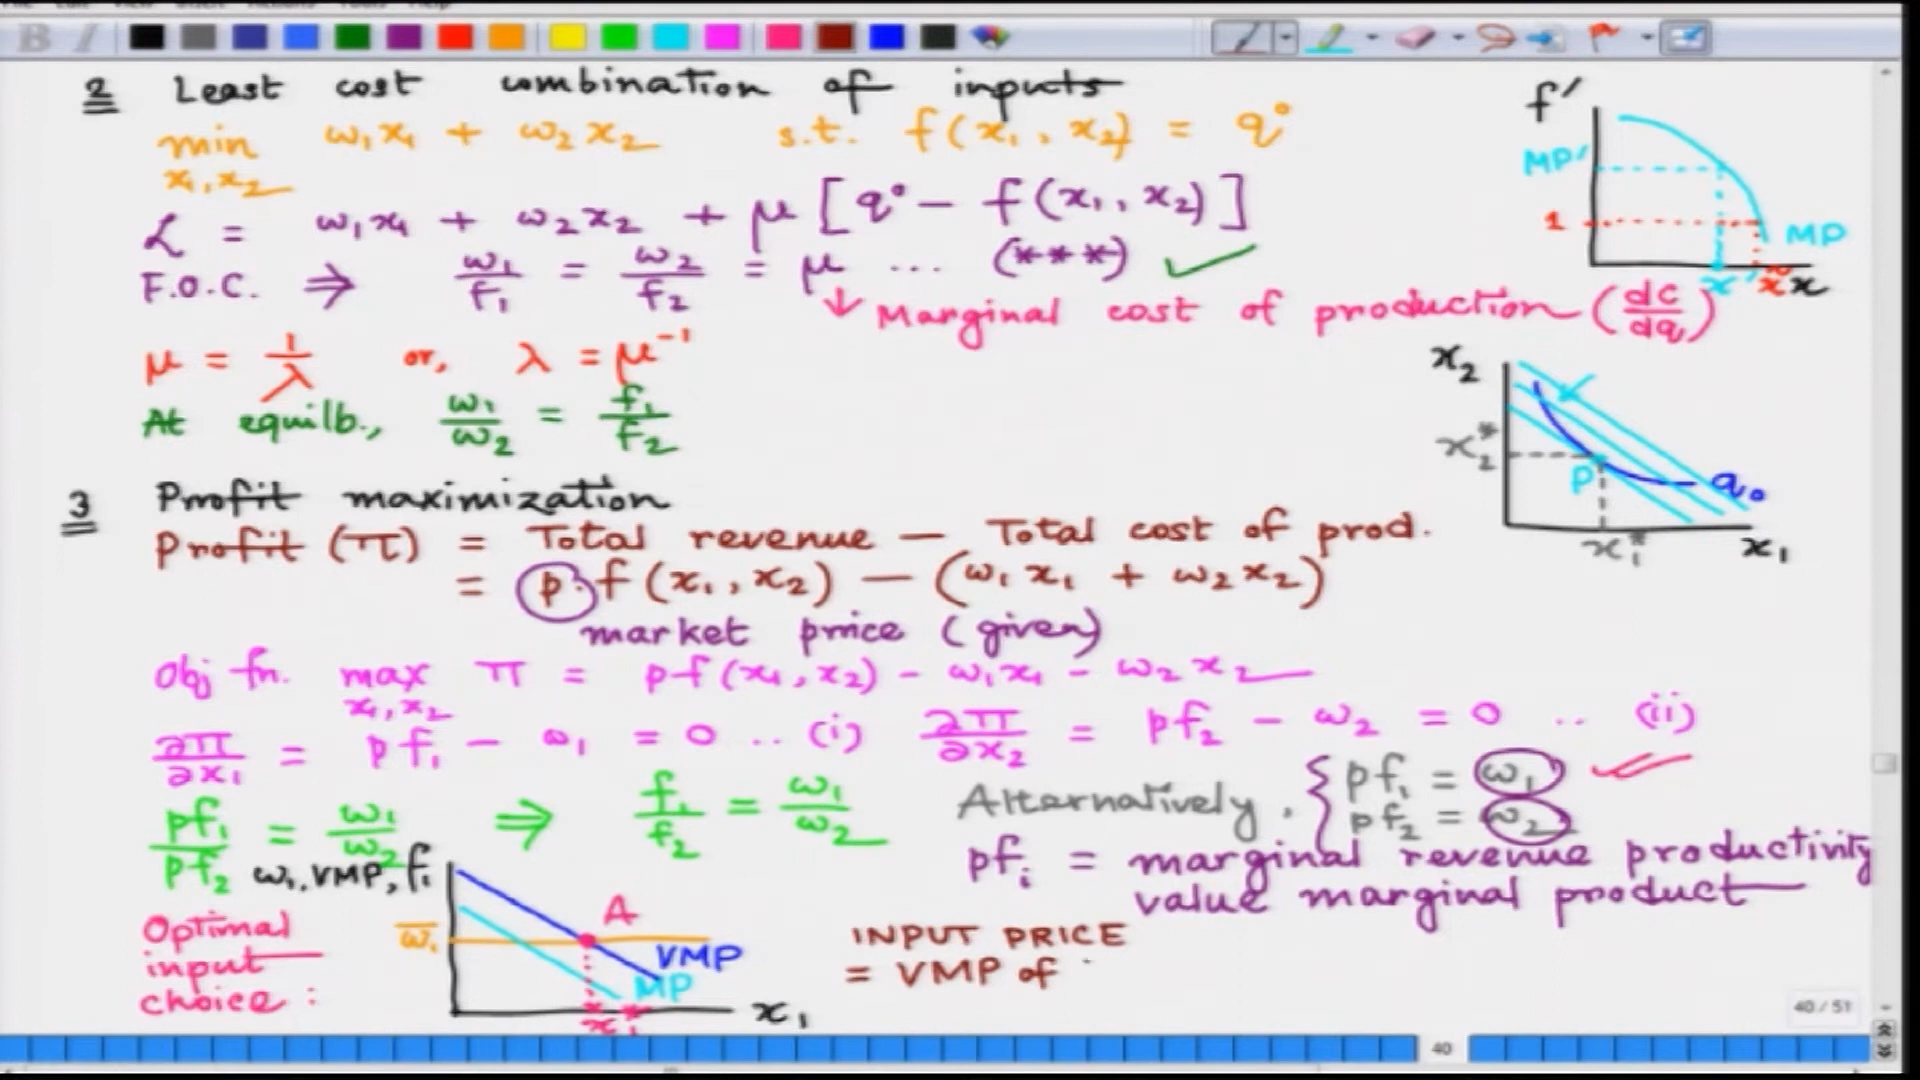 2 Least cost combination of inputs
min w₁x₁ + w₂x₂ s.t. f(x₁, x₂) = q°
x₁, x₂
ℒ = w₁x₁ + w₂x₂ + μ [q° - f(x₁, x₂)]
F.O.C. ⇒ w₁/f₁ = w₂/f₂ = μ ... (***) ✓
↓ Marginal cost of production (dc/dq)
μ = 1/λ or, λ = μ⁻¹
At equilb., w₁/w₂ = f₁/f₂
f'
MP'
1
MP
x' x̃ x
x₂
x₂*
P
q₀
x₁* x₁
3 Profit maximization
Profit (π) = Total revenue — Total cost of prod.
= p.f(x₁, x₂) — (w₁x₁ + w₂x₂)
market price (given)
Obj fn. max π = pf(x₁, x₂) - w₁x₁ - w₂x₂
x₁, x₂
∂π/∂x₁ = pf₁ - w₁ = 0 .. (i) ∂π/∂x₂ = pf₂ - w₂ = 0 .. (ii)
pf₁/pf₂ = w₁/w₂ ⇒ f₁/f₂ = w₁/w₂
Alternatively, { pf₁ = w₁
pf₂ = w₂
pfᵢ = marginal revenue productivity
value marginal product
Optimal
input
choice :
w₁, VMP, f₁
w̄₁
A
VMP
MP
x₁* x₁
INPUT PRICE
= VMP of
40 / 51
40